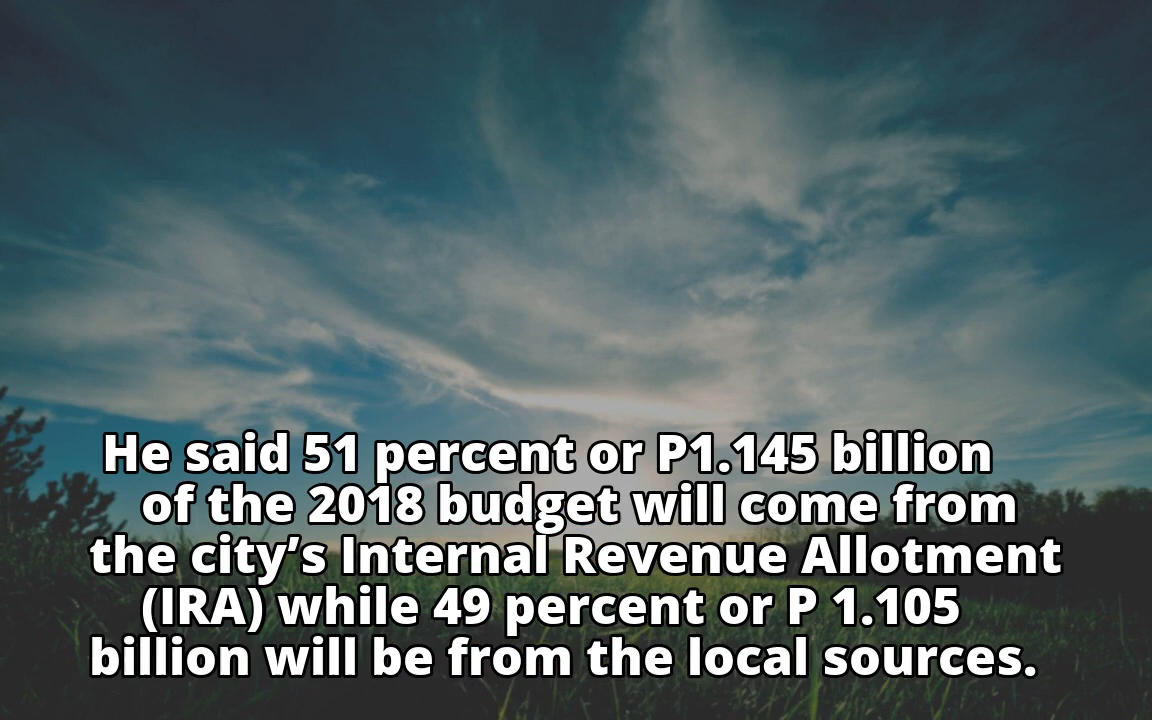 He said 51 percent or P1.145 billion
of the 2018 budget will come from
the city’s Internal Revenue Allotment
(IRA) while 49 percent or P 1.105
billion will be from the local sources.